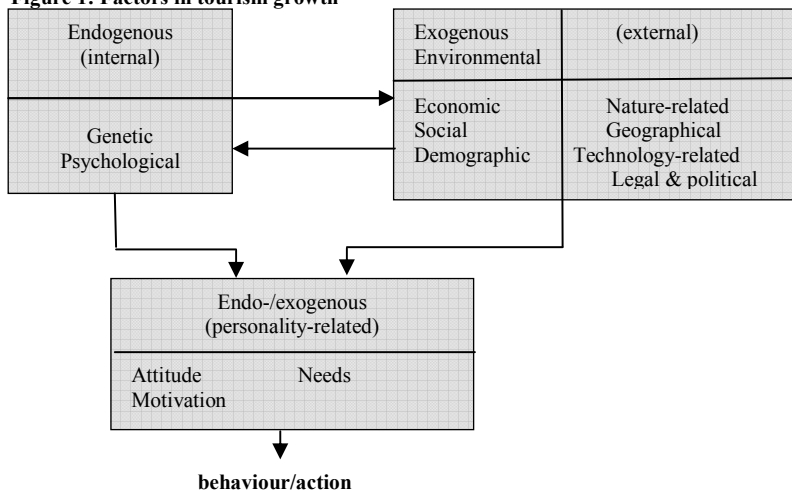 Figure 1. Factors in tourism growth
Endogenous
(internal)
Genetic
Psychological
Exogenous (external)
Environmental
Economic Nature-related
Social Geographical
Demographic Technology-related
Legal & political
Endo-/exogenous
(personality-related)
Attitude Needs
Motivation
behaviour/action